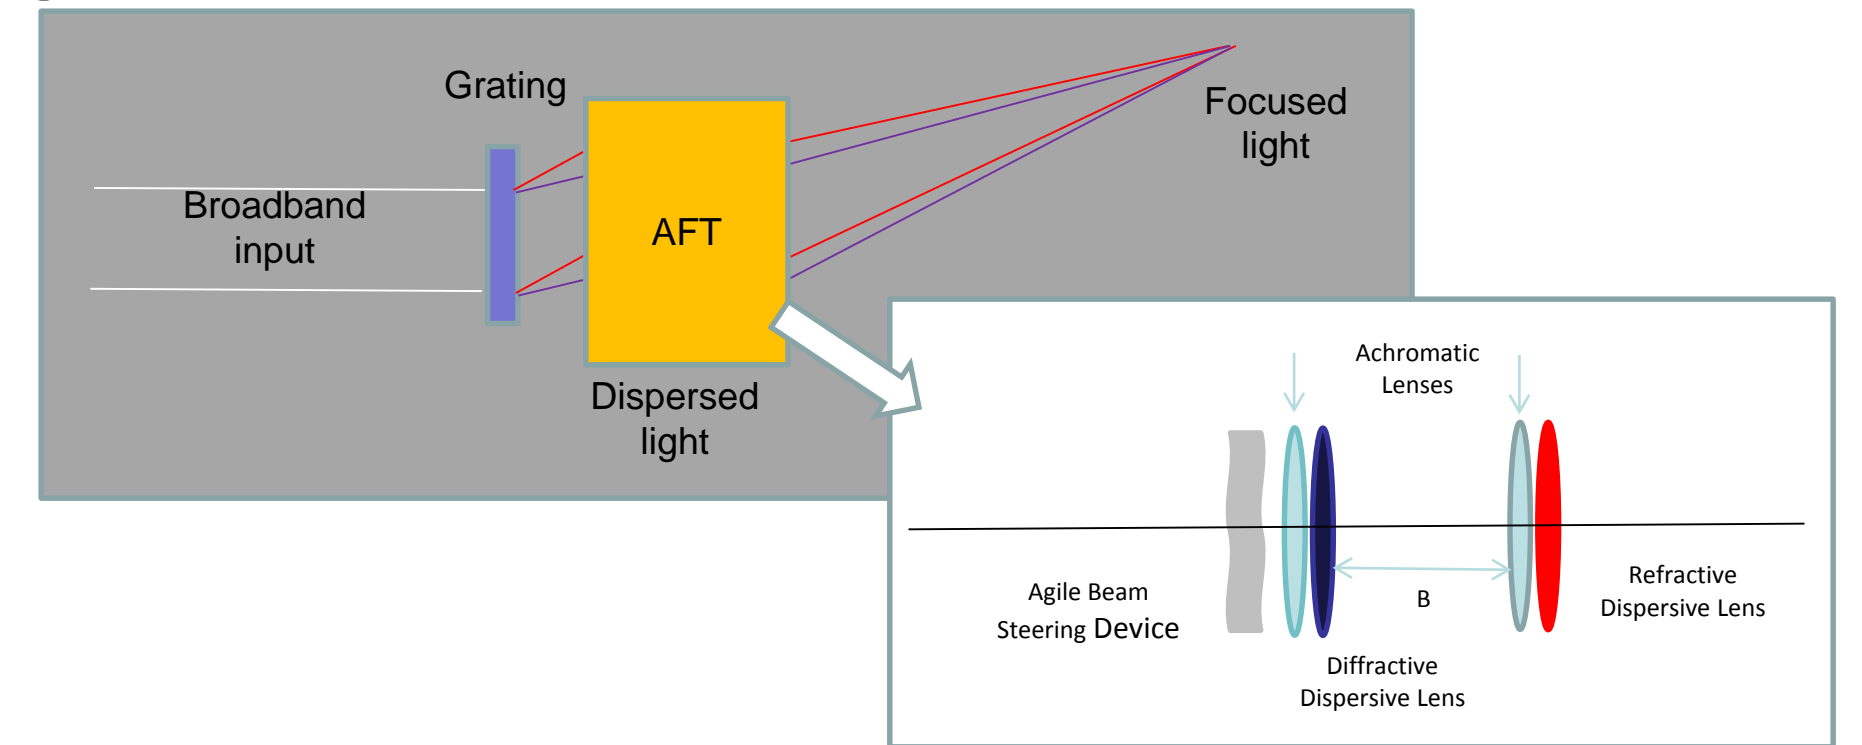 Grating
Focused
light
Broadband
input
AFT
Dispersed
light
Achromatic
Lenses
Agile Beam
Steering Device
B
Refractive
Dispersive Lens
Diffractive
Dispersive Lens